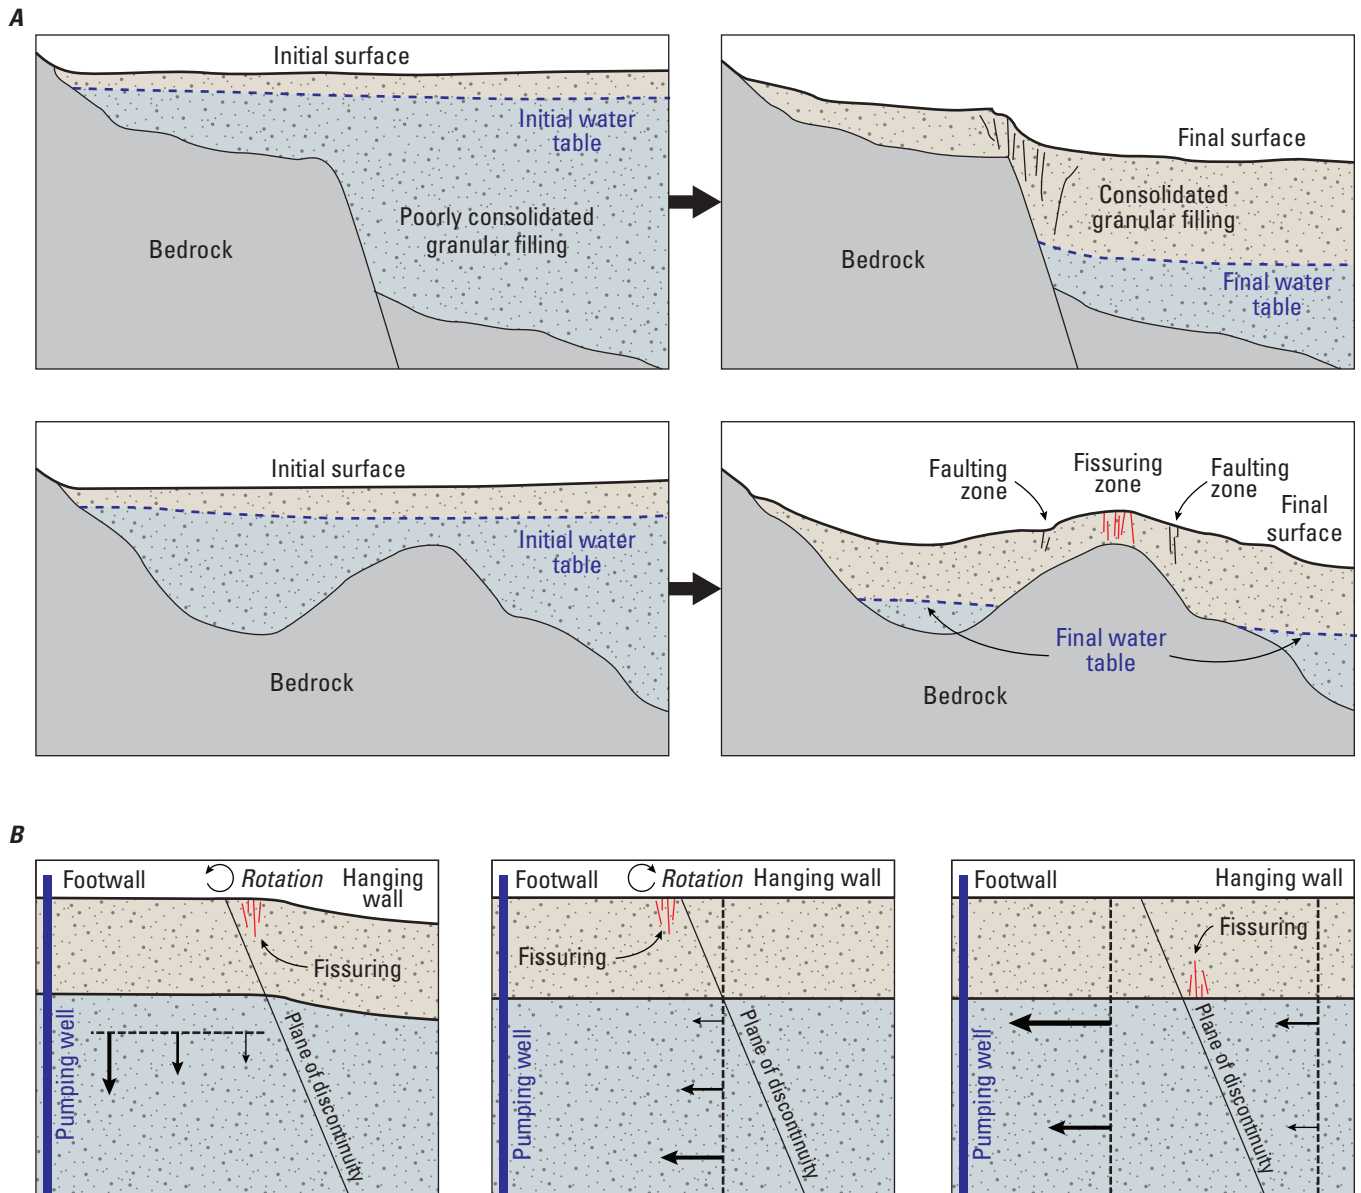 A
Initial surface
Initial water
table
Poorly consolidated
granular filling
Bedrock
Final surface
Consolidated
granular filling
Bedrock
Final water
table
Initial surface
Initial water
table
Bedrock
Faulting
zone
Fissuring
zone
Faulting
zone
Final
surface
Final water
table
Bedrock
B
Footwall
Rotation
Hanging
wall
Fissuring
Pumping well
Plane of discontinuity
Footwall
Rotation
Hanging wall
Fissuring
Pumping well
Plane of discontinuity
Footwall
Hanging wall
Fissuring
Pumping well
Plane of discontinuity